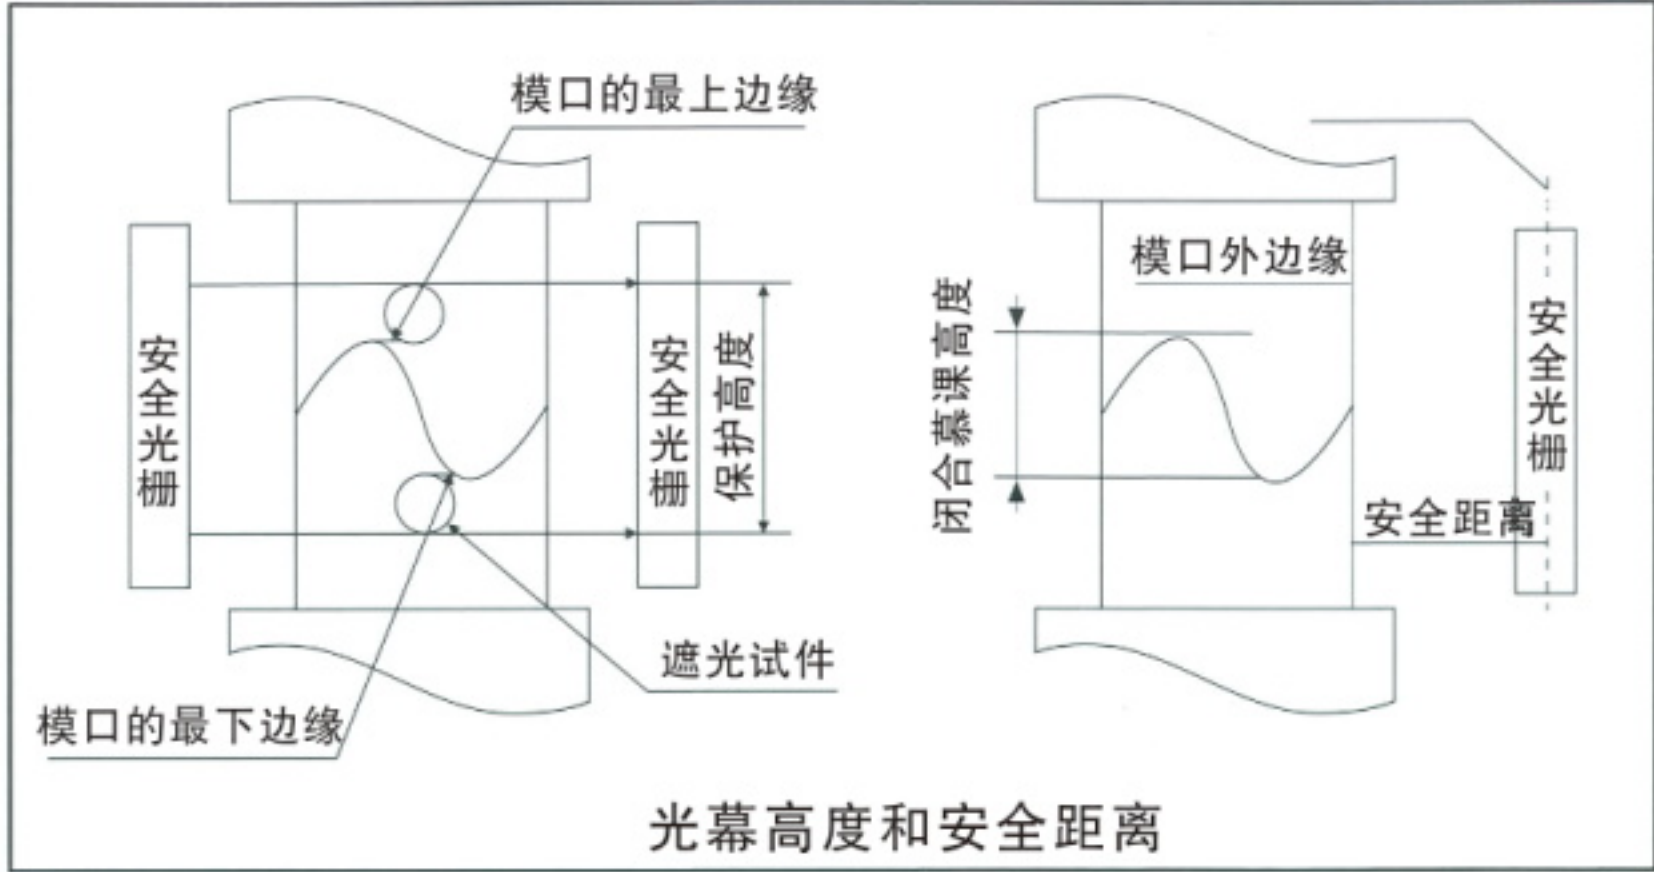 模口的最上边缘
安全光栅
安全光栅
保护高度
遮光试件
模口的最下边缘
模口外边缘
闭合慕课高度
安全光栅
安全距离
光幕高度和安全距离